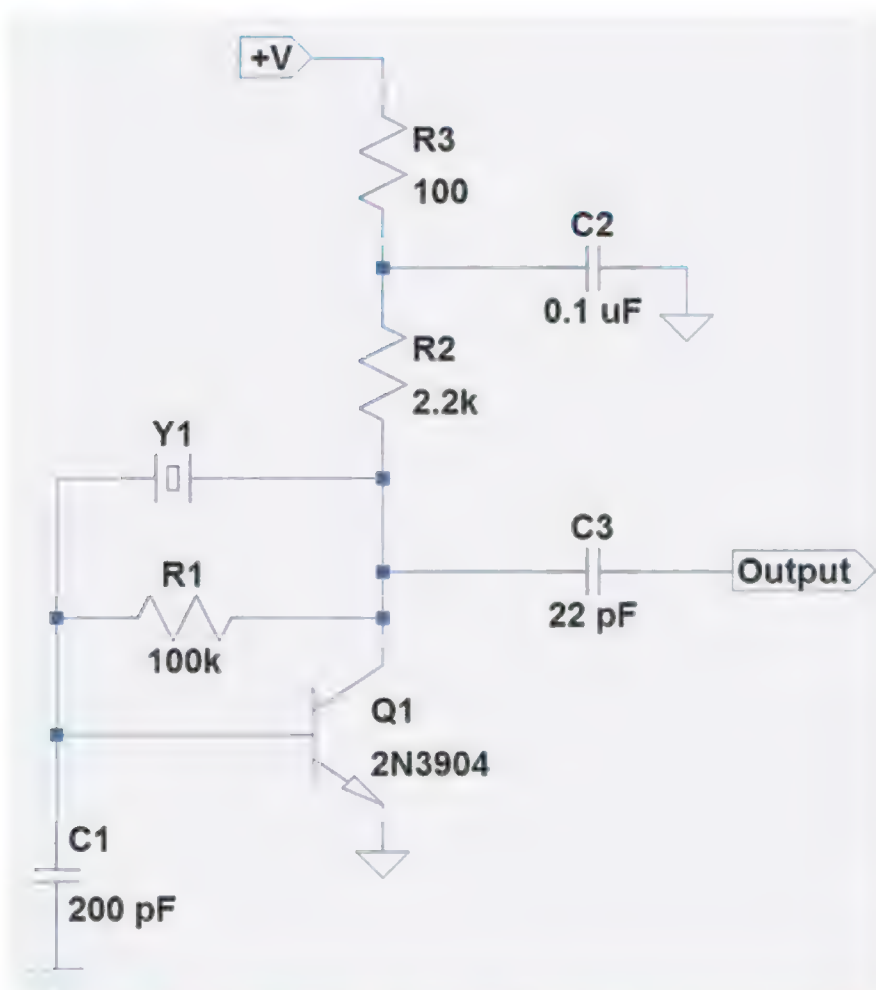 +V
R3
100
C2
0.1 uF
R2
2.2k
Y1
C3
Output
22 pF
R1
100k
Q1
2N3904
C1
200 pF